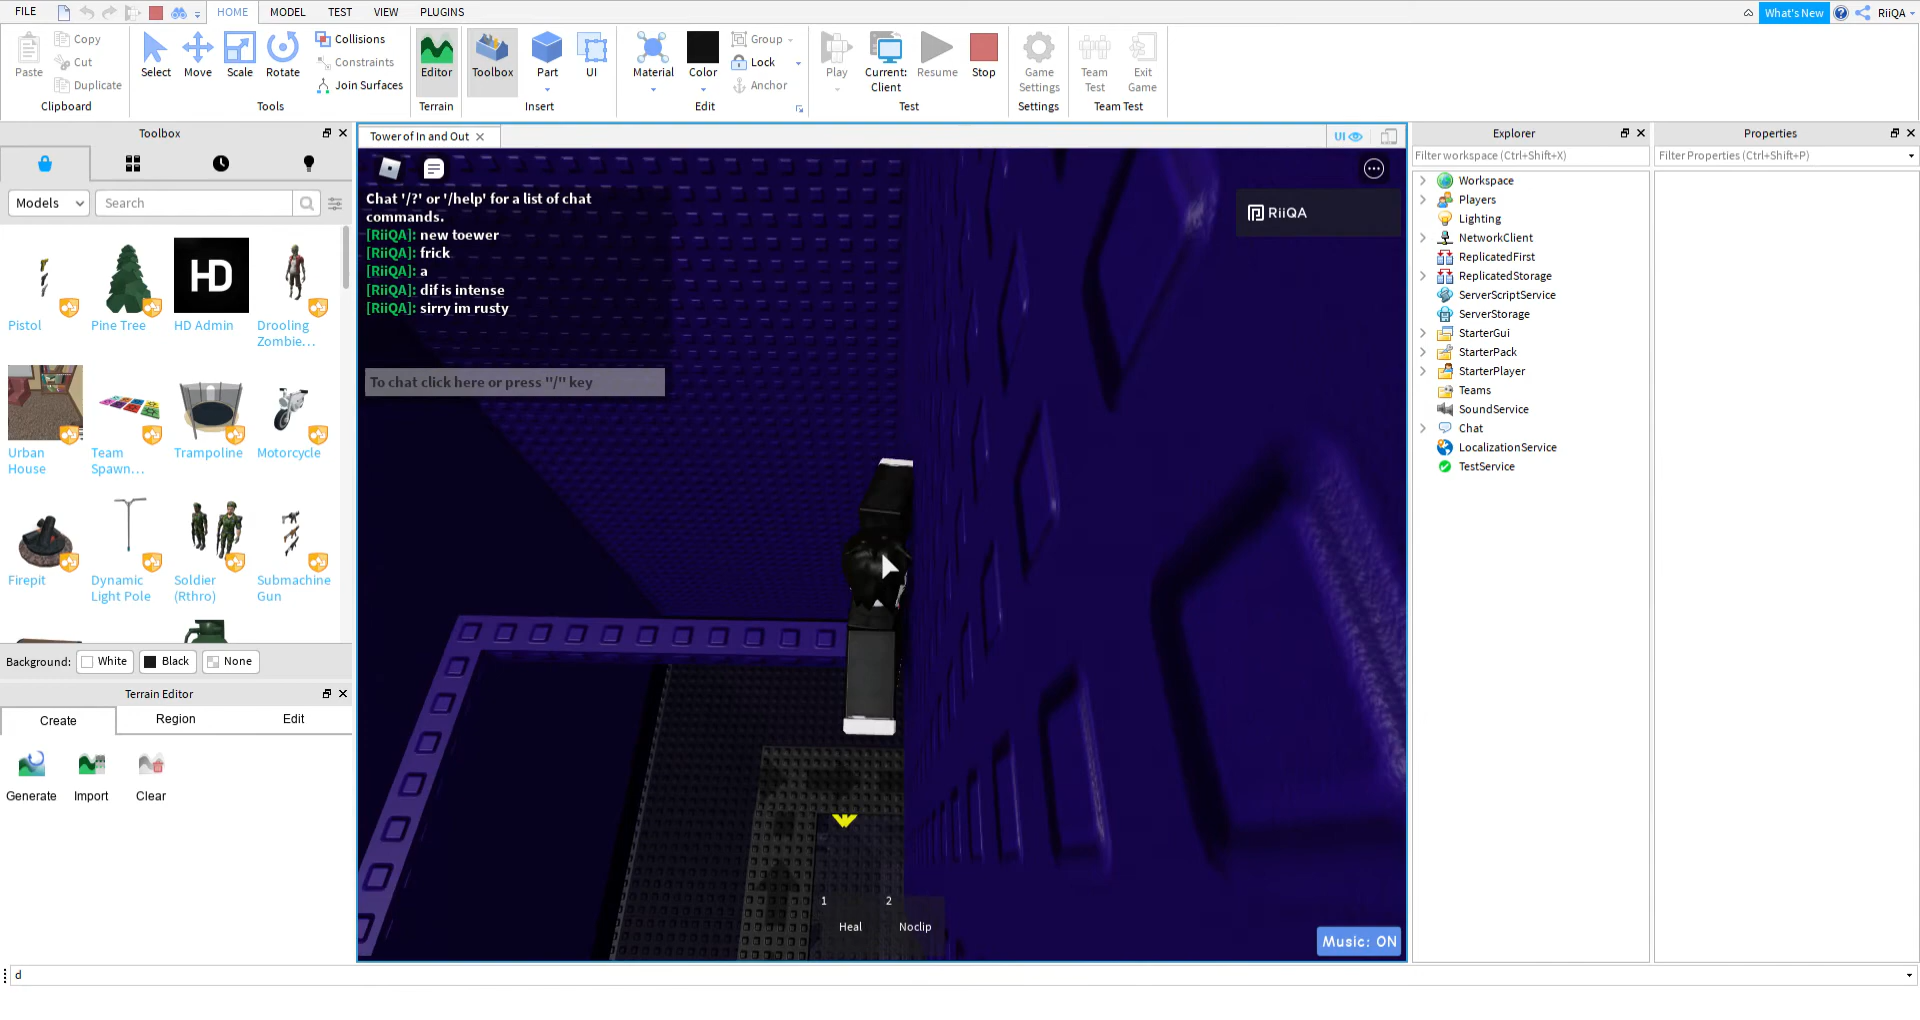 FILE
HOME
MODEL
TEST
VIEW
PLUGINS
What's New
RiiQA
Paste
Copy
Cut
Duplicate
Clipboard
Select
Move
Scale
Rotate
Collisions
Constraints
Join Surfaces
Tools
Editor
Terrain
Toolbox
Part
UI
Insert
Material
Color
Group
Lock
Anchor
Edit
Play
Current:
Client
Resume
Stop
Test
Game
Settings
Settings
Team
Test
Exit
Game
Team Test
Toolbox
Models
Search
Pistol
Pine Tree
HD
HD Admin
Drooling
Zombie...
Urban
House
Team
Spawn...
Trampoline
Motorcycle
Firepit
Dynamic
Light Pole
Soldier
(Rthro)
Submachine
Gun
Background:
White
Black
None
Terrain Editor
Create
Region
Edit
Generate
Import
Clear
Tower of In and Out
UI
Chat '/?' or '/help' for a list of chat
commands.
[RiiQA]: new toewer
[RiiQA]: frick
[RiiQA]: a
[RiiQA]: dif is intense
[RiiQA]: sirry im rusty
To chat click here or press "/" key
RiiQA
1
Heal
2
Noclip
Music: ON
Explorer
Filter workspace (Ctrl+Shift+X)
Workspace
Players
Lighting
NetworkClient
ReplicatedFirst
ReplicatedStorage
ServerScriptService
ServerStorage
StarterGui
StarterPack
StarterPlayer
Teams
SoundService
Chat
LocalizationService
TestService
Properties
Filter Properties (Ctrl+Shift+P)
d